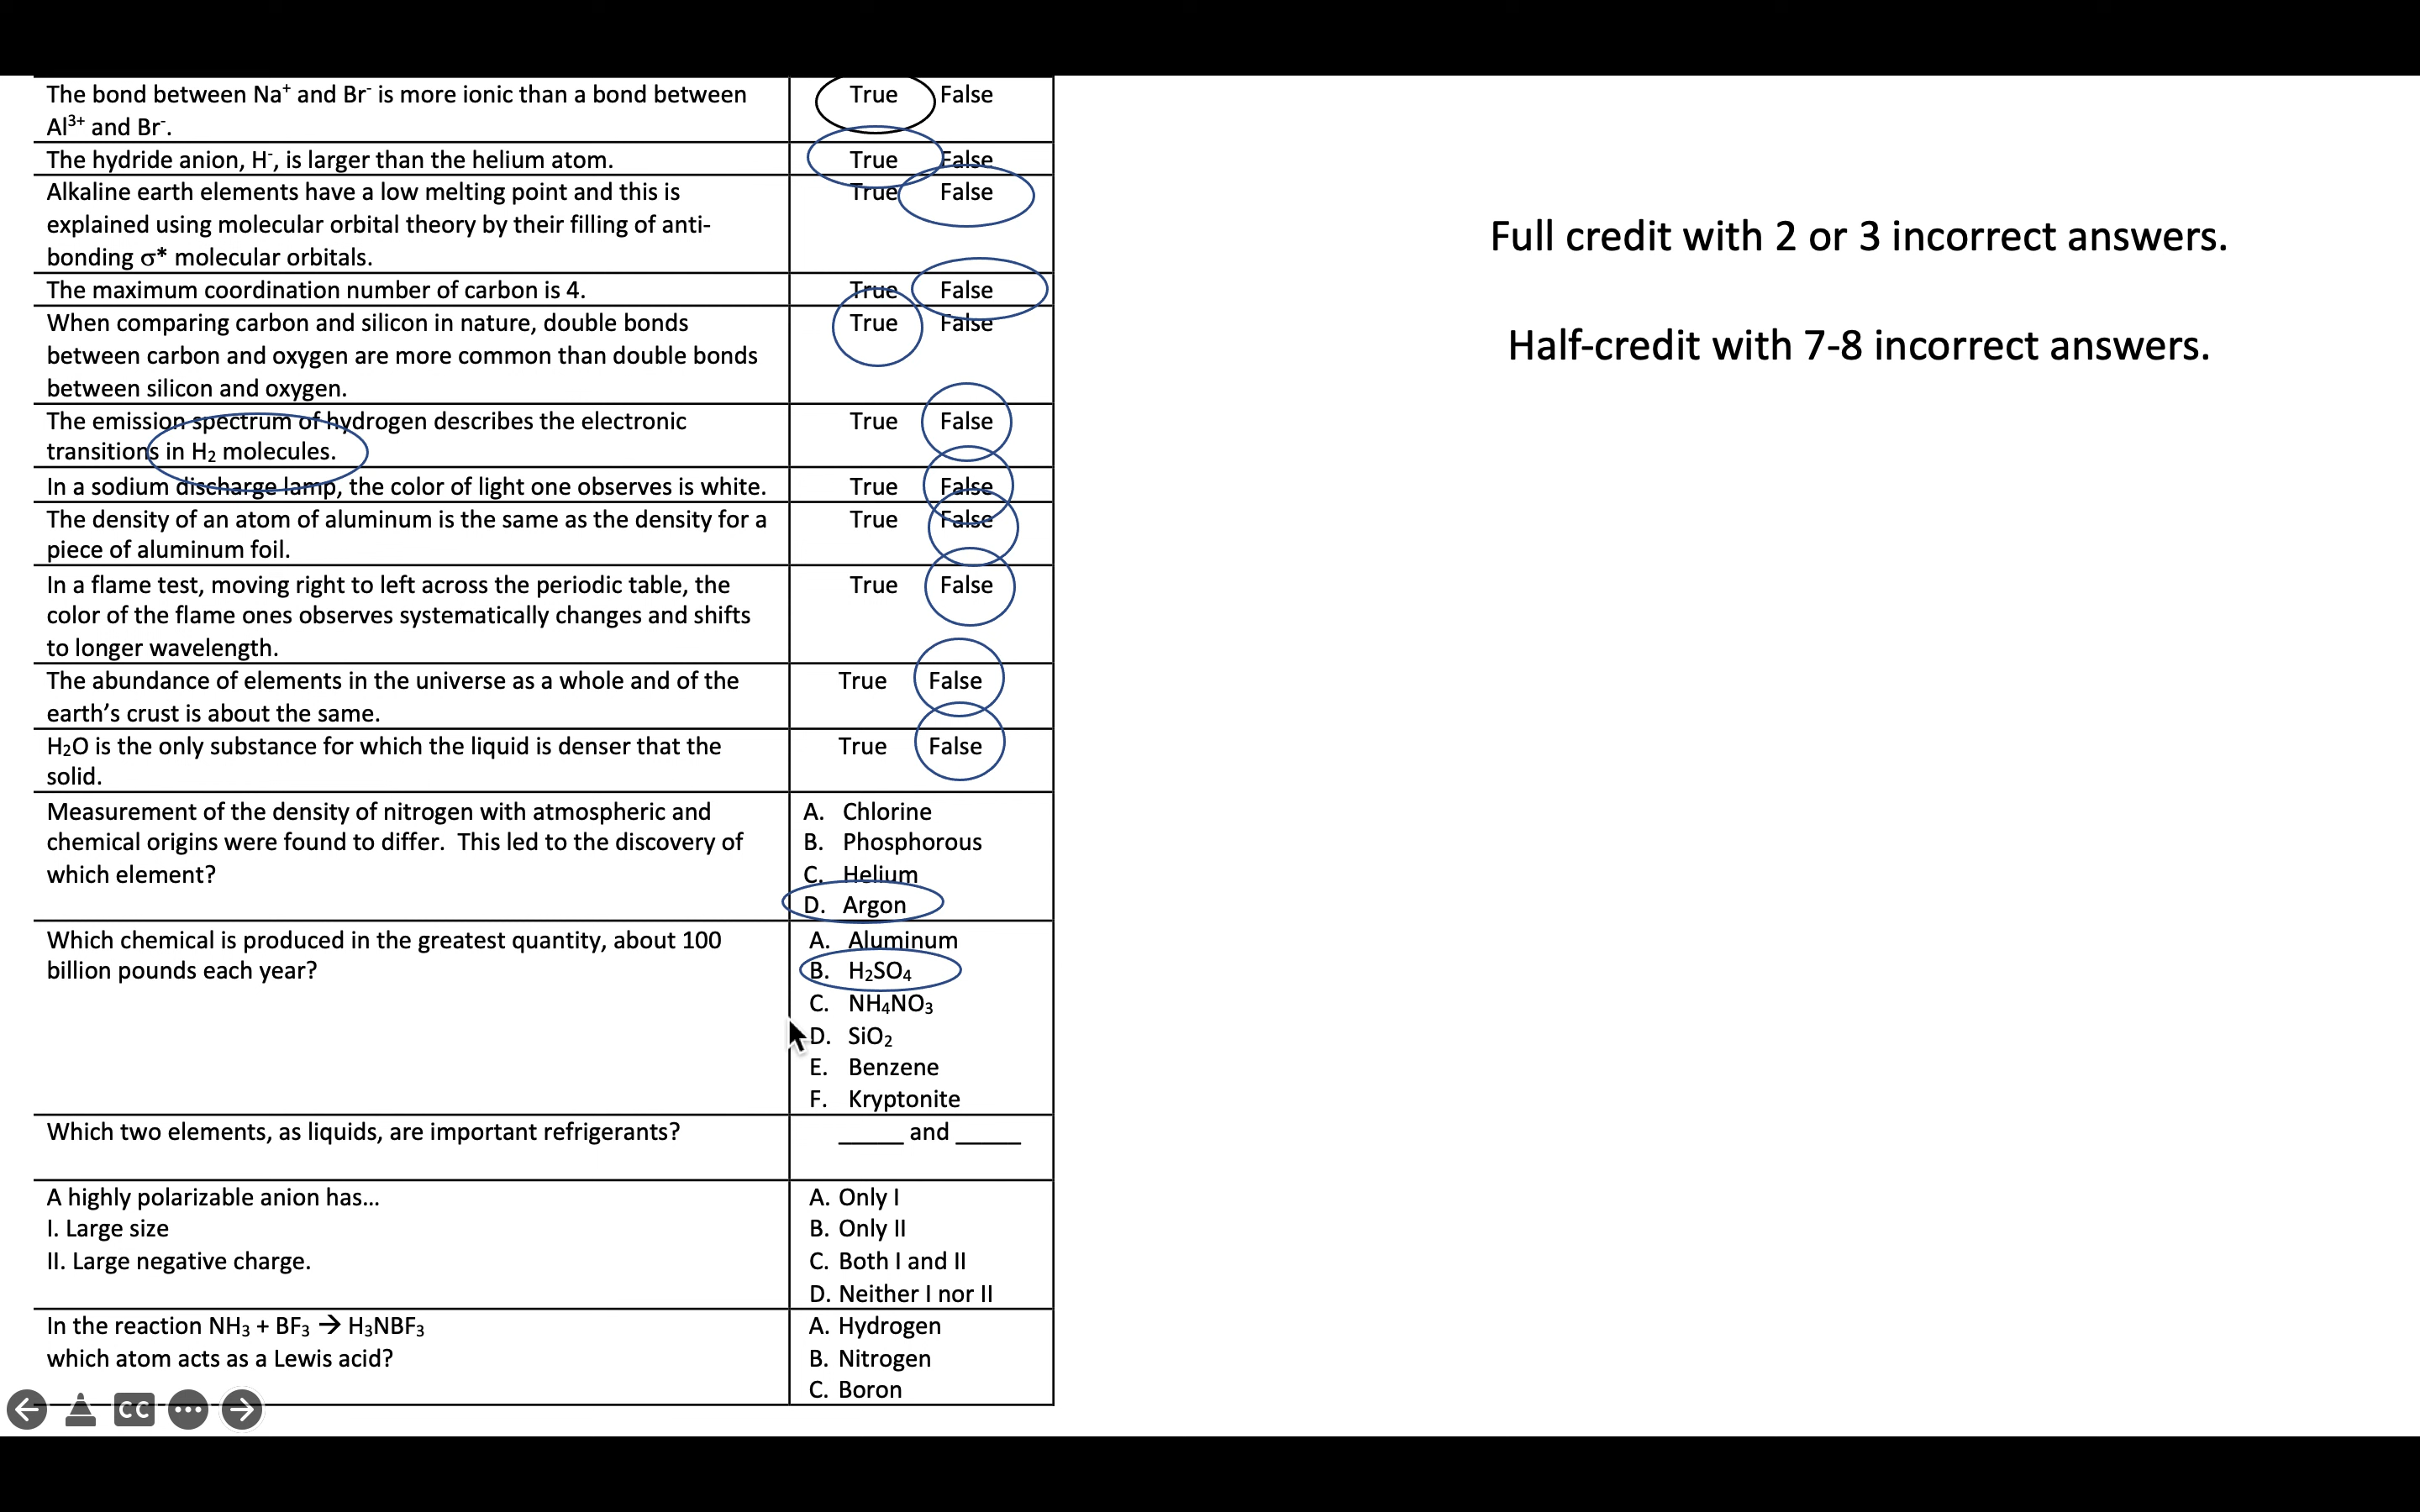 The bond between Na⁺ and Br⁻ is more ionic than a bond between
Al³⁺ and Br⁻.
True False
The hydride anion, H⁻, is larger than the helium atom.
True False
Alkaline earth elements have a low melting point and this is
explained using molecular orbital theory by their filling of anti-
bonding σ* molecular orbitals.
True False
The maximum coordination number of carbon is 4.
True False
When comparing carbon and silicon in nature, double bonds
between carbon and oxygen are more common than double bonds
between silicon and oxygen.
True False
The emission spectrum of hydrogen describes the electronic
transitions in H₂ molecules.
True False
In a sodium discharge lamp, the color of light one observes is white.
True False
The density of an atom of aluminum is the same as the density for a
piece of aluminum foil.
True False
In a flame test, moving right to left across the periodic table, the
color of the flame ones observes systematically changes and shifts
to longer wavelength.
True False
The abundance of elements in the universe as a whole and of the
earth's crust is about the same.
True False
H₂O is the only substance for which the liquid is denser that the
solid.
True False
Measurement of the density of nitrogen with atmospheric and
chemical origins were found to differ. This led to the discovery of
which element?
A. Chlorine
B. Phosphorous
C. Helium
D. Argon
Which chemical is produced in the greatest quantity, about 100
billion pounds each year?
A. Aluminum
B. H₂SO₄
C. NH₄NO₃
D. SiO₂
E. Benzene
F. Kryptonite
Which two elements, as liquids, are important refrigerants?
_____ and _____
A highly polarizable anion has...
I. Large size
II. Large negative charge.
A. Only I
B. Only II
C. Both I and II
D. Neither I nor II
In the reaction NH₃ + BF₃ → H₃NBF₃
which atom acts as a Lewis acid?
A. Hydrogen
B. Nitrogen
C. Boron
Full credit with 2 or 3 incorrect answers.
Half-credit with 7-8 incorrect answers.
CC